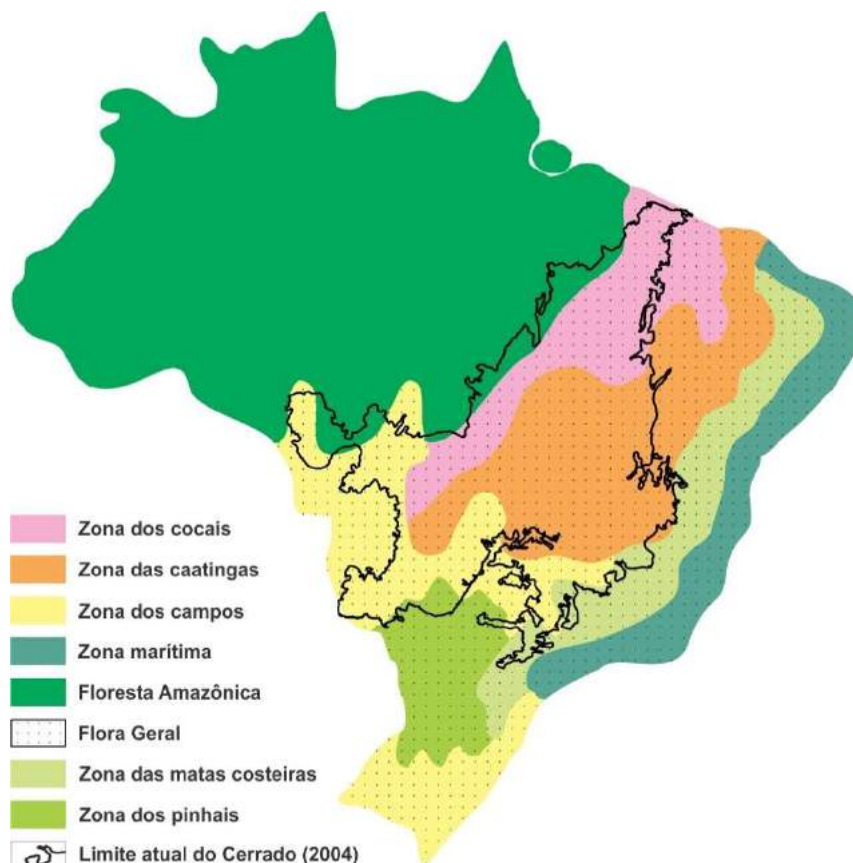 Zona dos cocais
Zona das caatingas
Zona dos campos
Zona marítima
Floresta Amazônica
Flora Geral
Zona das matas costeiras
Zona dos pinhais
Limite atual do Cerrado (2004)